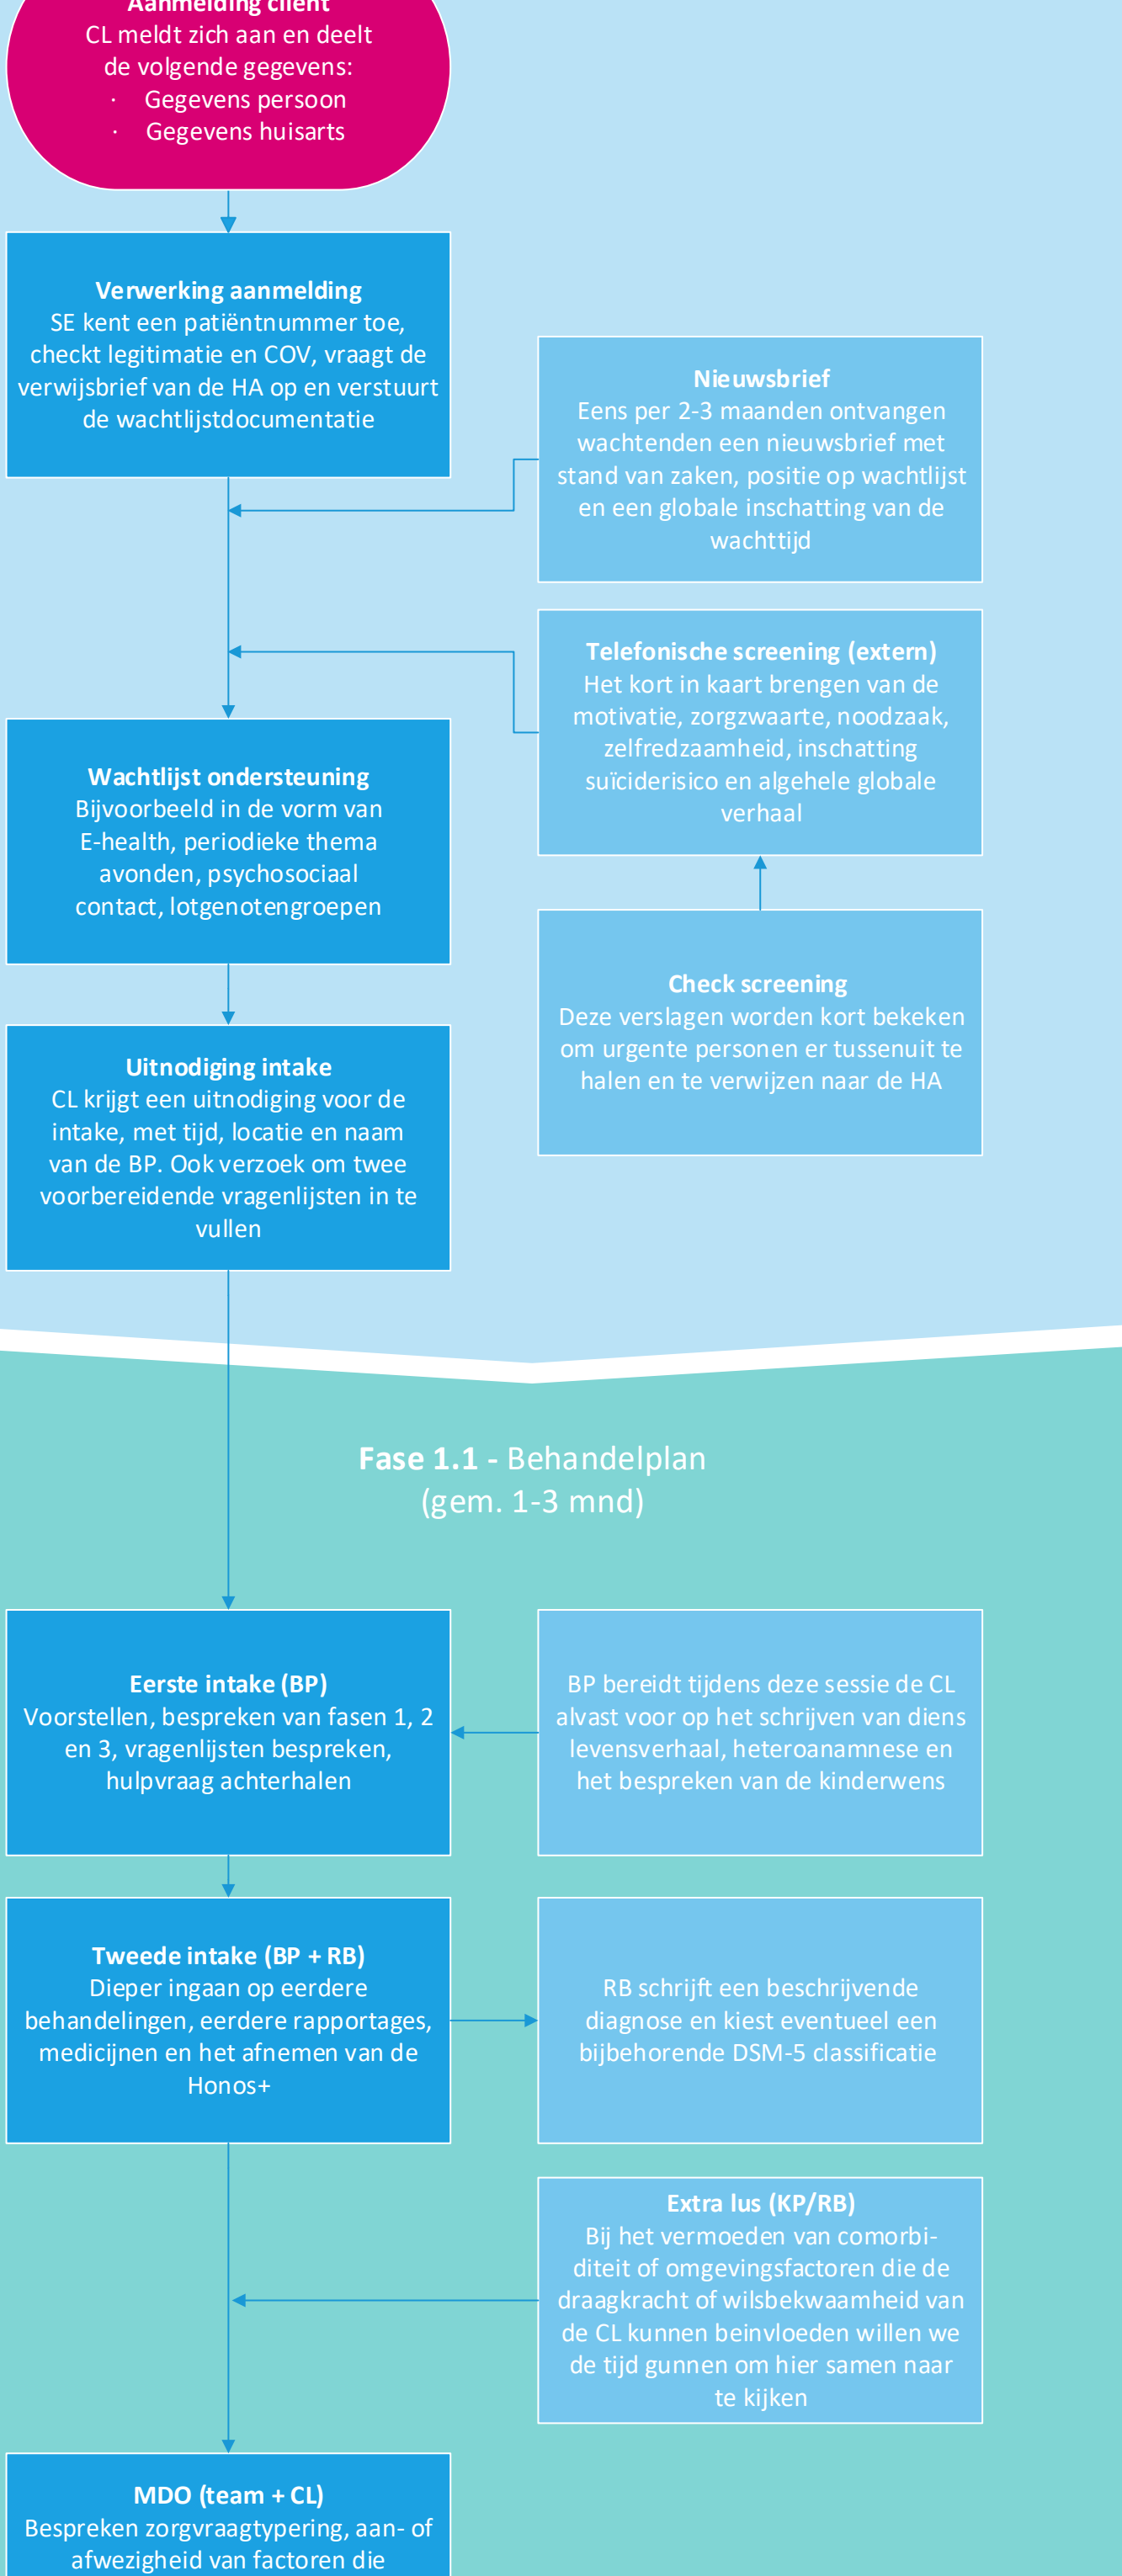 Aanmelding cliënt
CL meldt zich aan en deelt
de volgende gegevens:
· Gegevens persoon
· Gegevens huisarts
Verwerking aanmelding
SE kent een patiëntnummer toe,
checkt legitimatie en COV, vraagt de
verwijsbrief van de HA op en verstuurt
de wachtlijstdocumentatie
Nieuwsbrief
Eens per 2-3 maanden ontvangen
wachtenden een nieuwsbrief met
stand van zaken, positie op wachtlijst
en een globale inschatting van de
wachttijd
Telefonische screening (extern)
Het kort in kaart brengen van de
motivatie, zorgzwaarte, noodzaak,
zelfredzaamheid, inschatting
suïciderisico en algehele globale
verhaal
Wachtlijst ondersteuning
Bijvoorbeeld in de vorm van
E-health, periodieke thema
avonden, psychosociaal
contact, lotgenotengroepen
Check screening
Deze verslagen worden kort bekeken
om urgente personen er tussenuit te
halen en te verwijzen naar de HA
Uitnodiging intake
CL krijgt een uitnodiging voor de
intake, met tijd, locatie en naam
van de BP. Ook verzoek om twee
voorbereidende vragenlijsten in te
vullen
Fase 1.1 - Behandelplan
(gem. 1-3 mnd)
Eerste intake (BP)
Voorstellen, bespreken van fasen 1, 2
en 3, vragenlijsten bespreken,
hulpvraag achterhalen
BP bereidt tijdens deze sessie de CL
alvast voor op het schrijven van diens
levensverhaal, heteroanamnese en
het bespreken van de kinderwens
Tweede intake (BP + RB)
Dieper ingaan op eerdere
behandelingen, eerdere rapportages,
medicijnen en het afnemen van de
Honos+
RB schrijft een beschrijvende
diagnose en kiest eventueel een
bijbehorende DSM-5 classificatie
Extra lus (KP/RB)
Bij het vermoeden van comorbi-
diteit of omgevingsfactoren die de
draagkracht of wilsbekwaamheid van
de CL kunnen beinvloeden willen we
de tijd gunnen om hier samen naar
te kijken
MDO (team + CL)
Bespreken zorgvraagtypering, aan- of
afwezigheid van factoren die